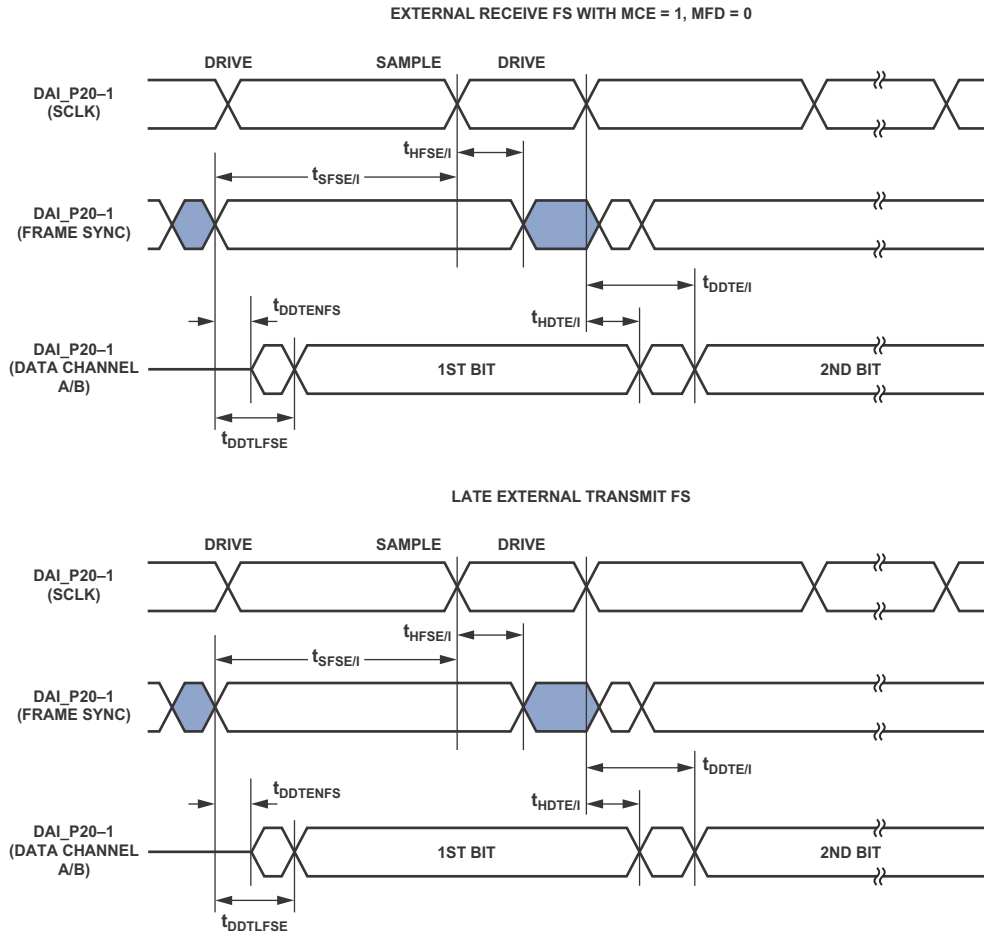 EXTERNAL RECEIVE FS WITH MCE = 1, MFD = 0
DRIVE SAMPLE DRIVE
DAI_P20–1
(SCLK)
tHFSE/I
tSFSE/I
DAI_P20–1
(FRAME SYNC)
tDDTE/I
tDDTENFS
tHDTE/I
DAI_P20–1
(DATA CHANNEL
A/B)
1ST BIT 2ND BIT
tDDTLFSE
LATE EXTERNAL TRANSMIT FS
DRIVE SAMPLE DRIVE
DAI_P20–1
(SCLK)
tHFSE/I
tSFSE/I
DAI_P20–1
(FRAME SYNC)
tDDTE/I
tDDTENFS
tHDTE/I
DAI_P20–1
(DATA CHANNEL
A/B)
1ST BIT 2ND BIT
tDDTLFSE